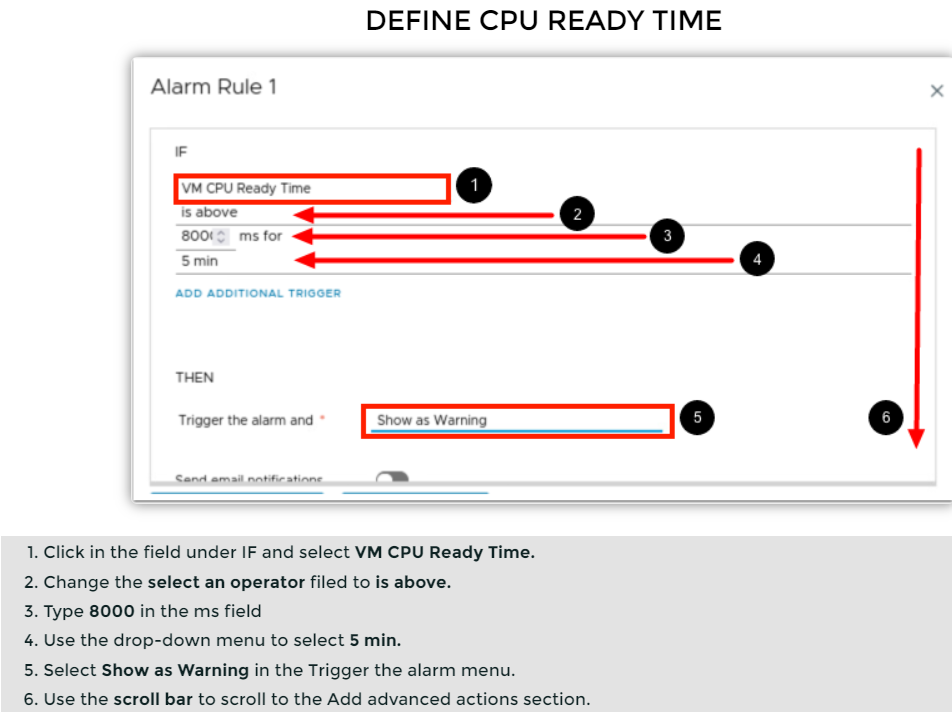 DEFINE CPU READY TIME
Alarm Rule 1
×
IF
VM CPU Ready Time
1
is above
2
8000 ms for
3
5 min
4
ADD ADDITIONAL TRIGGER
THEN
Trigger the alarm and *
Show as Warning
5
6
Send email notifications
1. Click in the field under IF and select VM CPU Ready Time.
2. Change the select an operator filed to is above.
3. Type 8000 in the ms field
4. Use the drop-down menu to select 5 min.
5. Select Show as Warning in the Trigger the alarm menu.
6. Use the scroll bar to scroll to the Add advanced actions section.